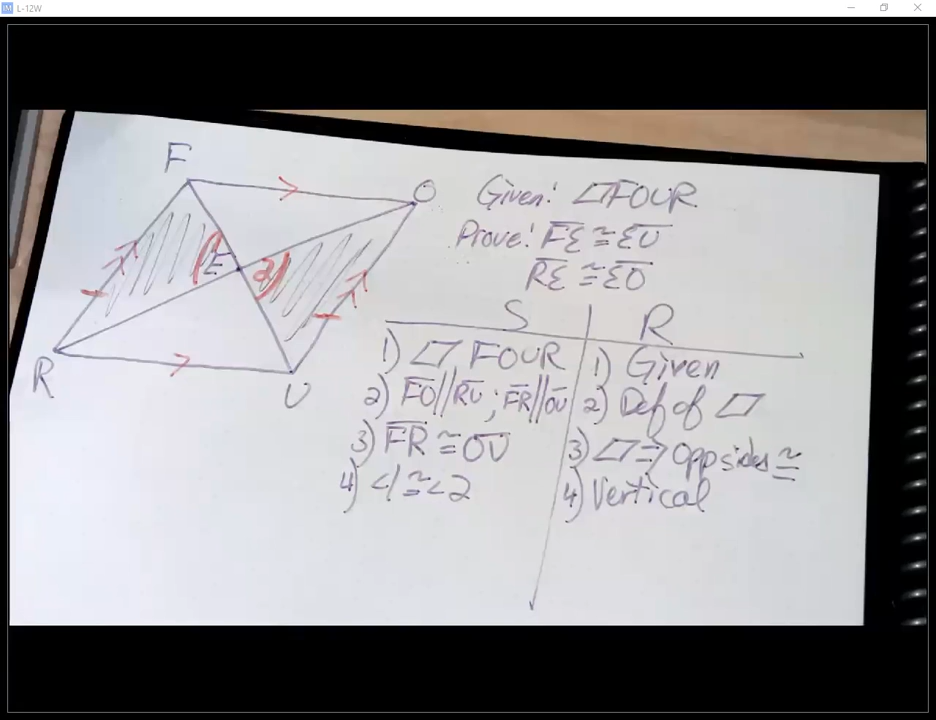 L-12W
F
O
E
2
R
U
Given: ▱FOUR
Prove: FE ≅ EU
RE ≅ EO
S R
1) ▱ FOUR 1) Given
2) FO//RU ; FR//OU 2) Def of ▱
3) FR ≅ OU 3) ▱ ⇒ Opp sides ≅
4) <1 ≅ <2 4) Vertical